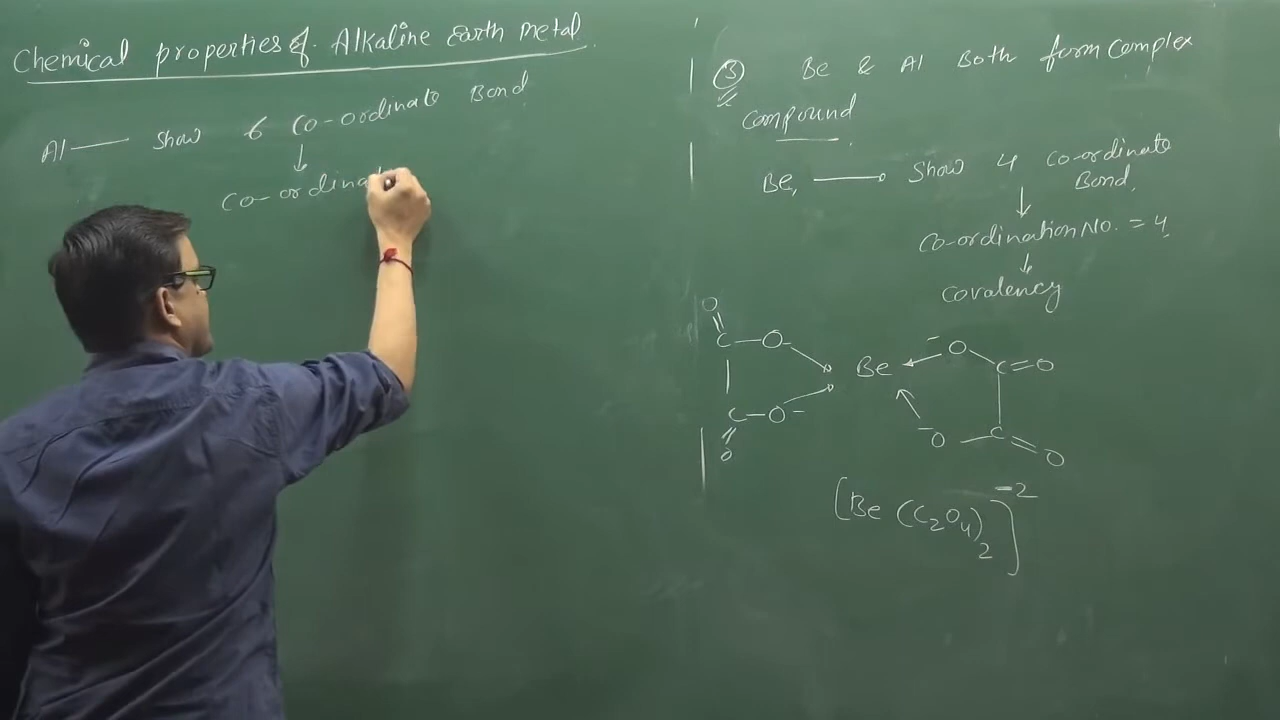 Chemical properties of Alkaline Earth Metal
Al — Show 6 Co-ordinate Bond
↓
Co-ordina
③ Be & Al Both form Complex
Compound
Be, → Show 4 Co-ordinate
Bond,
↓
Co-ordination No. = 4
↓
Covalency
O
C — O -
C — O -
O
Be
- O
C = O
- O
C
O
[Be (C2O4)2]-2